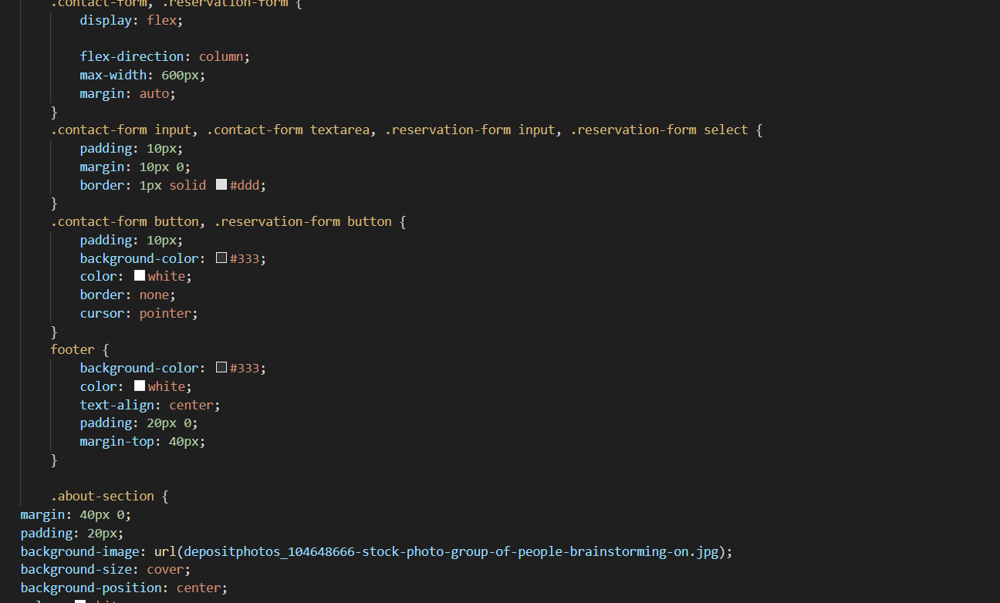 .contact-form, .reservation-form {
display: flex;
flex-direction: column;
max-width: 600px;
margin: auto;
}
.contact-form input, .contact-form textarea, .reservation-form input, .reservation-form select {
padding: 10px;
margin: 10px 0;
border: 1px solid #ddd;
}
.contact-form button, .reservation-form button {
padding: 10px;
background-color: #333;
color: white;
border: none;
cursor: pointer;
}
footer {
background-color: #333;
color: white;
text-align: center;
padding: 20px 0;
margin-top: 40px;
}
.about-section {
margin: 40px 0;
padding: 20px;
background-image: url(depositphotos_104648666-stock-photo-group-of-people-brainstorming-on.jpg);
background-size: cover;
background-position: center;